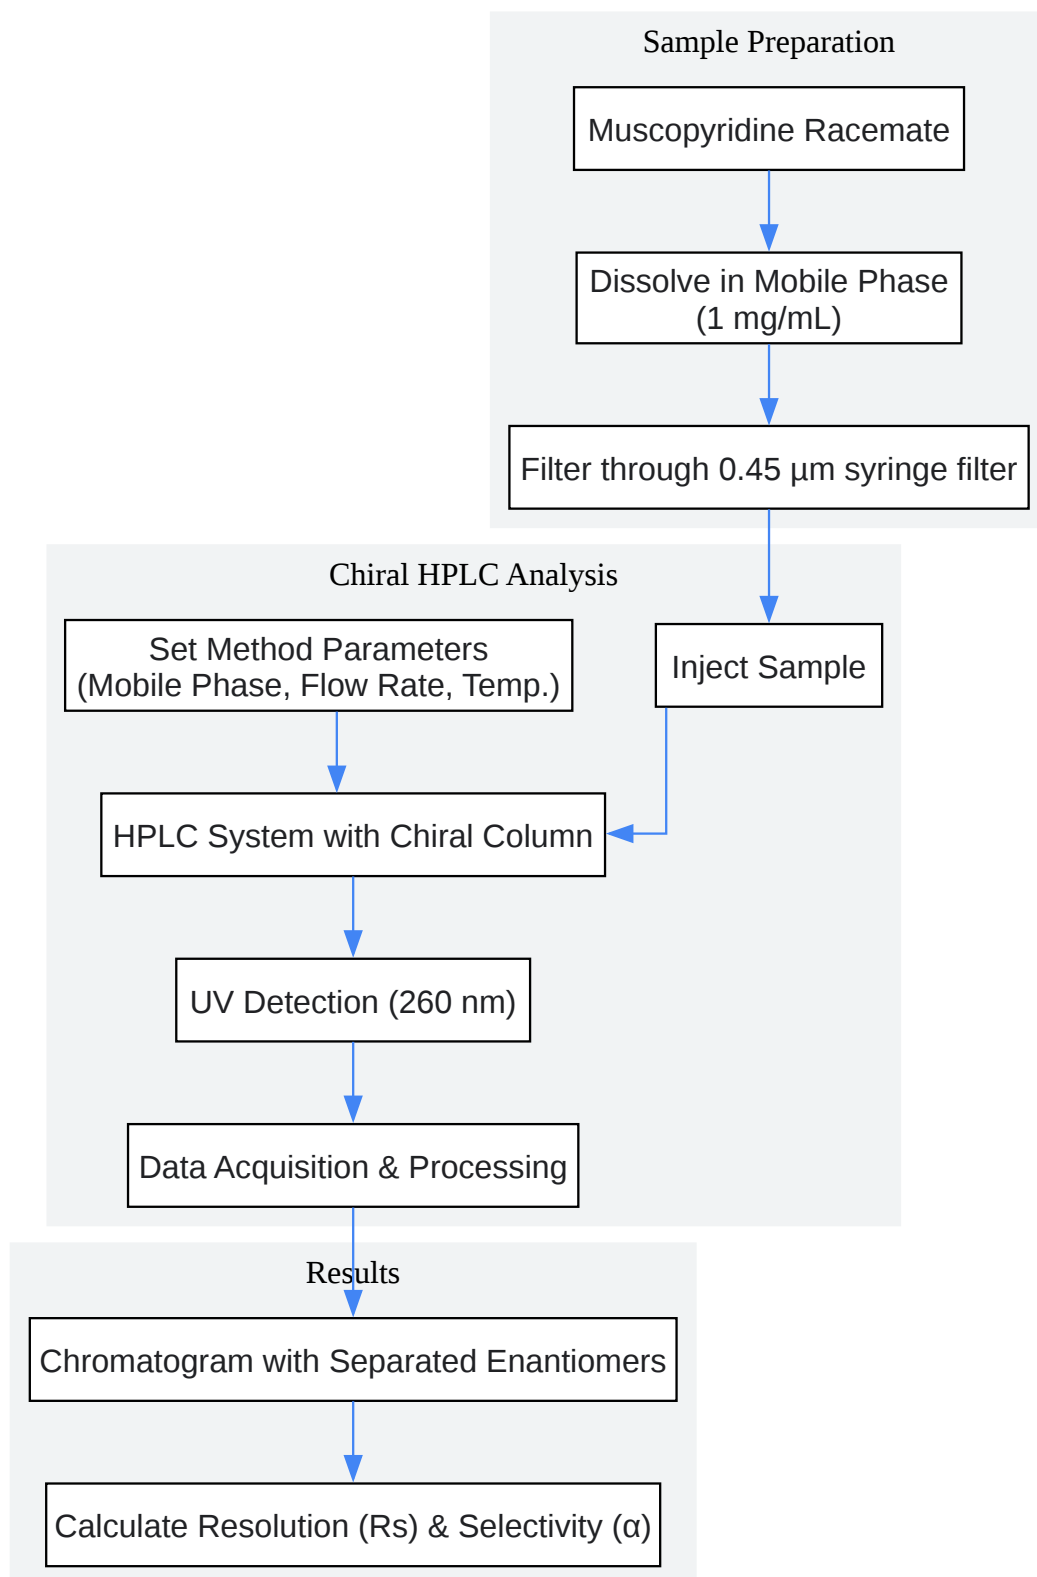 Sample Preparation
Muscopyridine Racemate
Dissolve in Mobile Phase
(1 mg/mL)
Filter through 0.45 µm syringe filter
Chiral HPLC Analysis
Set Method Parameters
(Mobile Phase, Flow Rate, Temp.)
Inject Sample
HPLC System with Chiral Column
UV Detection (260 nm)
Data Acquisition & Processing
Results
Chromatogram with Separated Enantiomers
Calculate Resolution (Rs) & Selectivity (α)